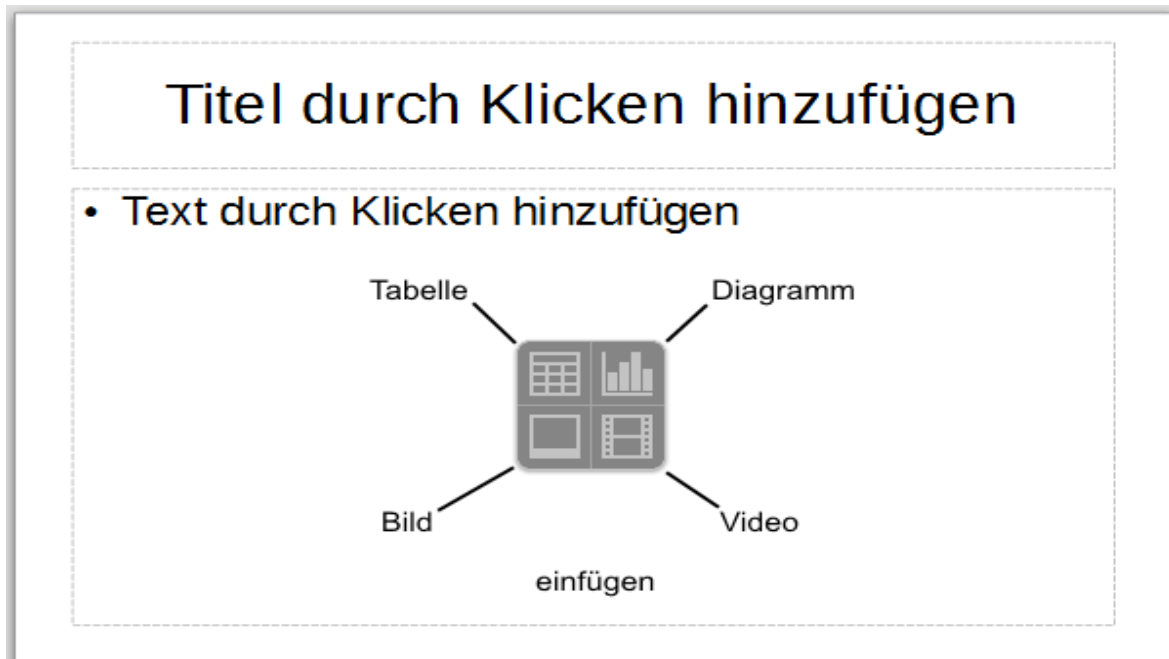 Titel durch Klicken hinzufügen
• Text durch Klicken hinzufügen
Tabelle Diagramm
Bild Video
einfügen